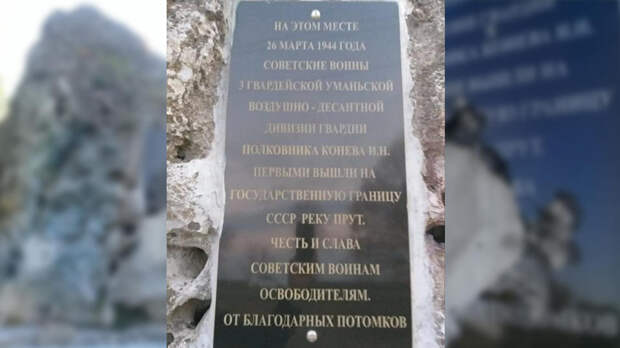 НА ЭТОМ МЕСТЕ
26 МАРТА 1944 ГОДА
СОВЕТСКИЕ ВОИНЫ
3 ГВАРДЕЙСКОЙ УМАНЬСКОЙ
ВОЗДУШНО - ДЕСАНТНОЙ
ДИВИЗИИ ГВАРДИИ
ПОЛКОВНИКА КОНЕВА И.Н.
ПЕРВЫМИ ВЫШЛИ НА
ГОСУДАРСТВЕННУЮ ГРАНИЦУ
СССР РЕКУ ПРУТ.
ЧЕСТЬ И СЛАВА
СОВЕТСКИМ ВОИНАМ
ОСВОБОДИТЕЛЯМ.
ОТ БЛАГОДАРНЫХ ПОТОМКОВ